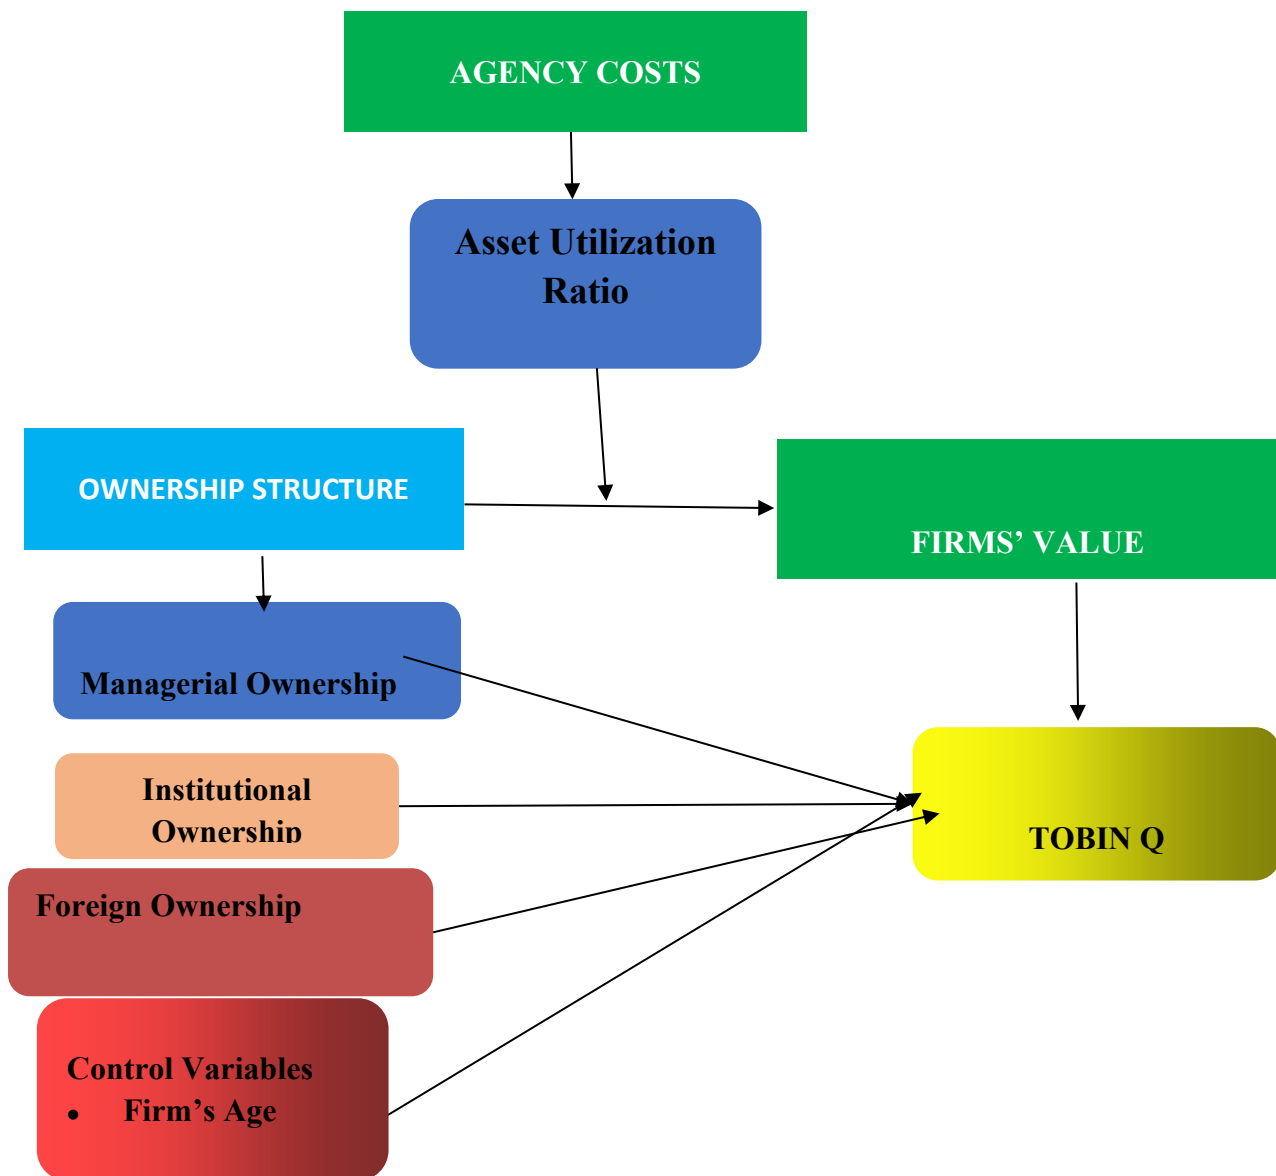 AGENCY COSTS
Asset Utilization
Ratio
OWNERSHIP STRUCTURE
FIRMS’ VALUE
Managerial Ownership
TOBIN Q
Institutional
Ownership
Foreign Ownership
Control Variables
• Firm’s Age